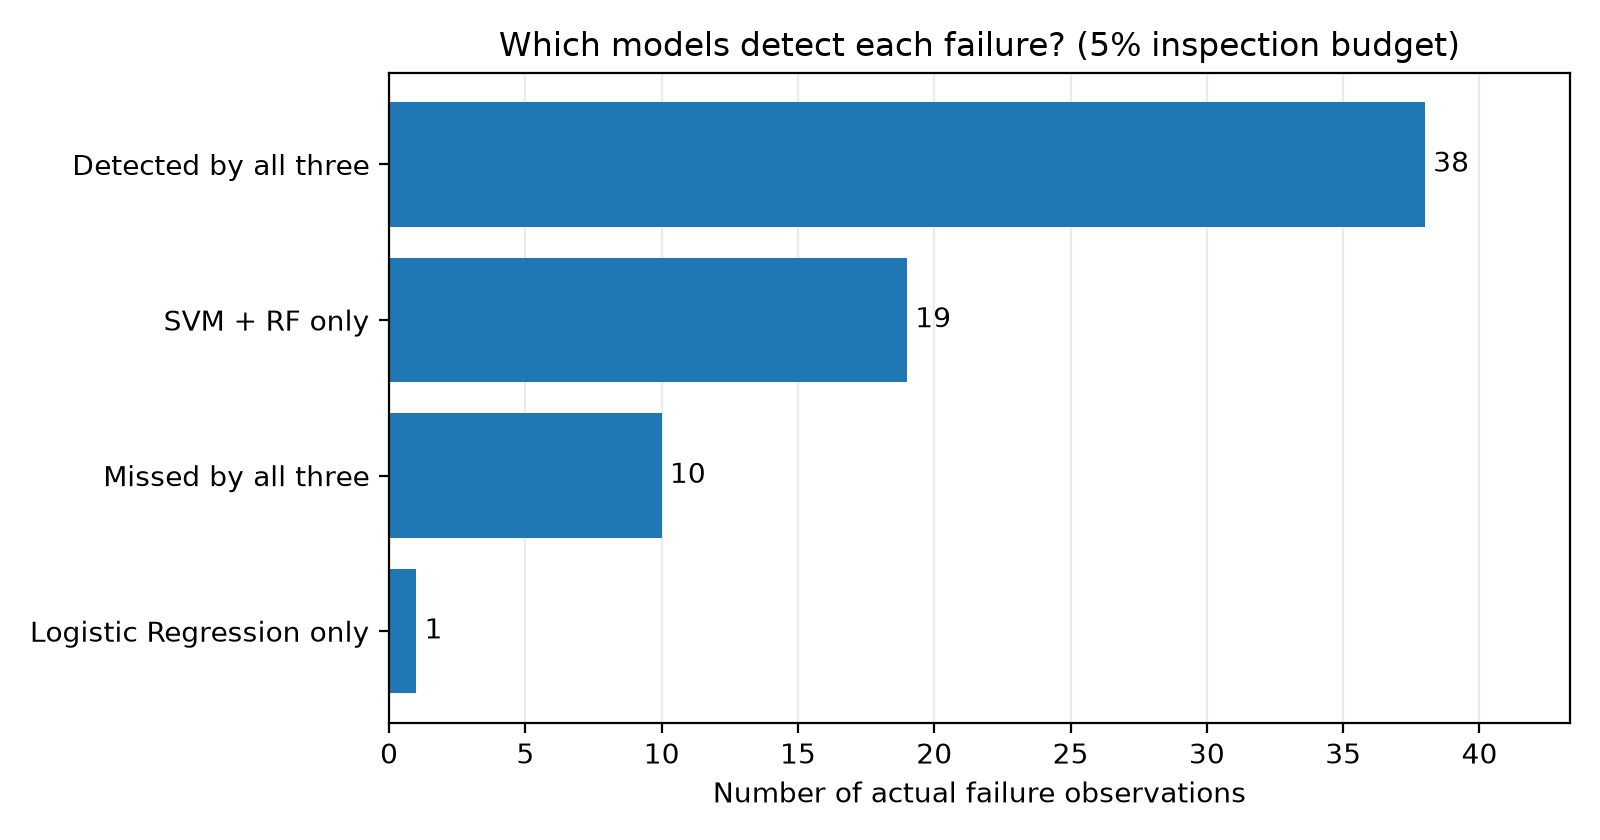 Which models detect each failure? (5% inspection budget)
Detected by all three
38
SVM + RF only
19
Missed by all three
10
Logistic Regression only
1
0 5 10 15 20 25 30 35 40
Number of actual failure observations